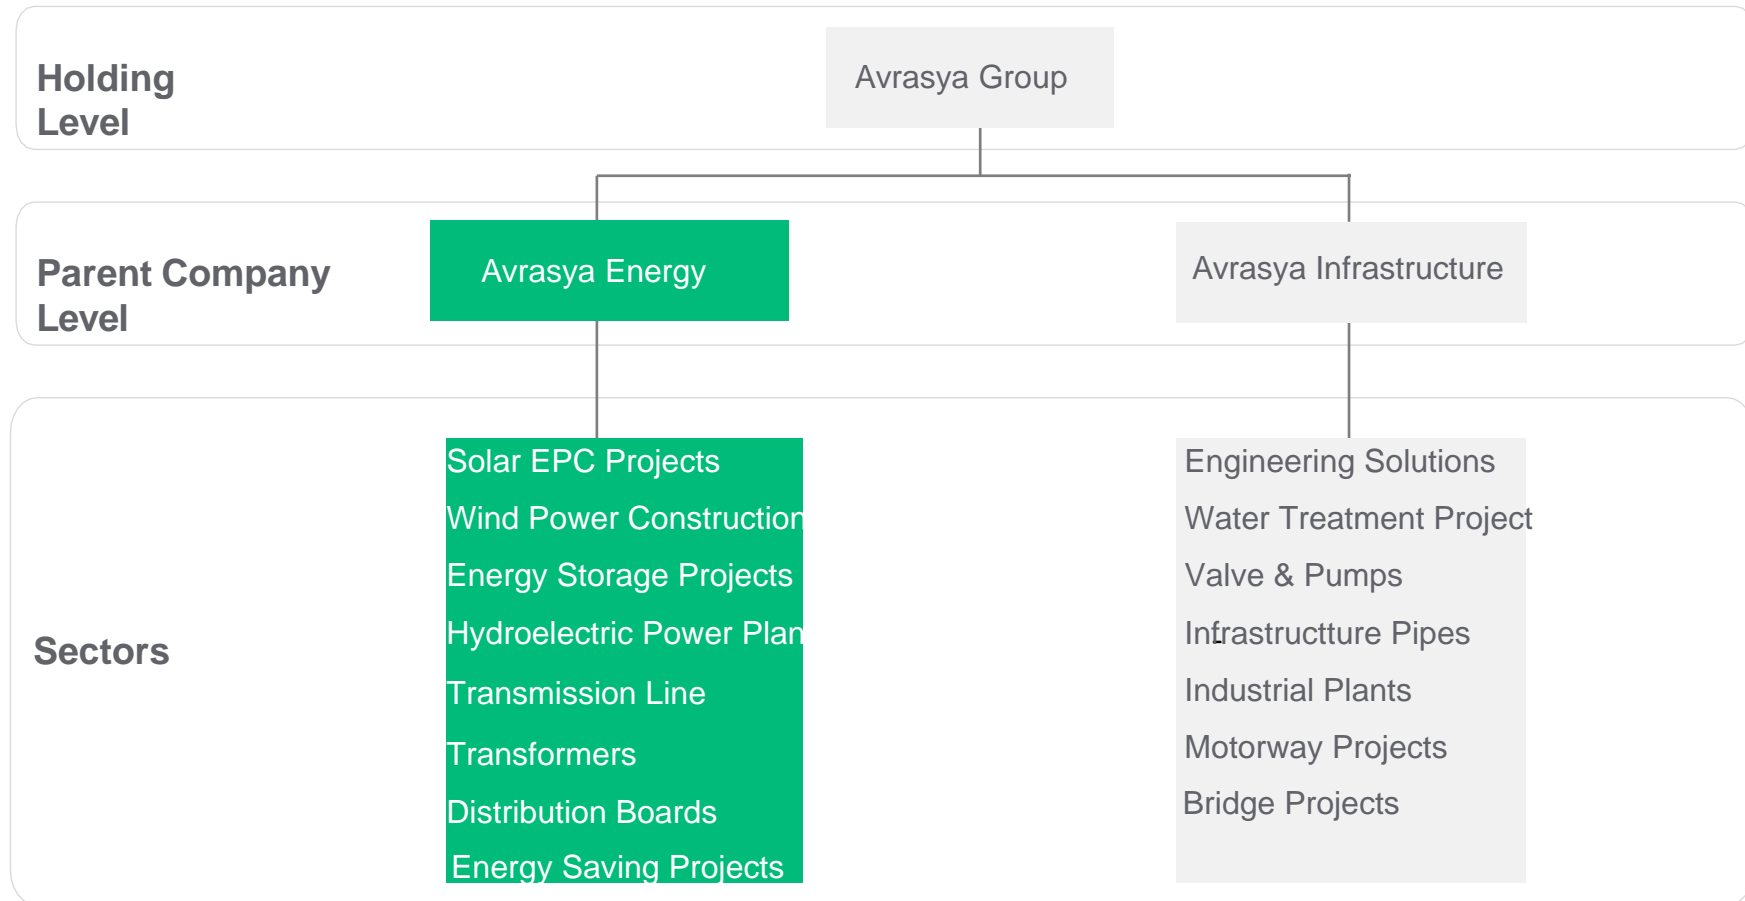 Holding
Level
Avrasya Group
Parent Company
Level
Avrasya Energy
Avrasya Infrastructure
Sectors
Solar EPC Projects
Wind Power Construction
Energy Storage Projects
Hydroelectric Power Plan
Transmission Line
Transformers
Distribution Boards
Energy Saving Projects
Engineering Solutions
Water Treatment Project
Valve & Pumps
Infrastructture Pipes
Industrial Plants
Motorway Projects
Bridge Projects